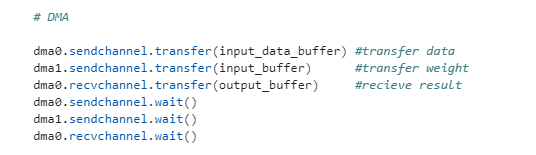 # DMA
dma0.sendchannel.transfer(input_data_buffer) #transfer data
dma1.sendchannel.transfer(input_buffer)      #transfer weight
dma0.recvchannel.transfer(output_buffer)     #recieve result
dma0.sendchannel.wait()
dma1.sendchannel.wait()
dma0.recvchannel.wait()